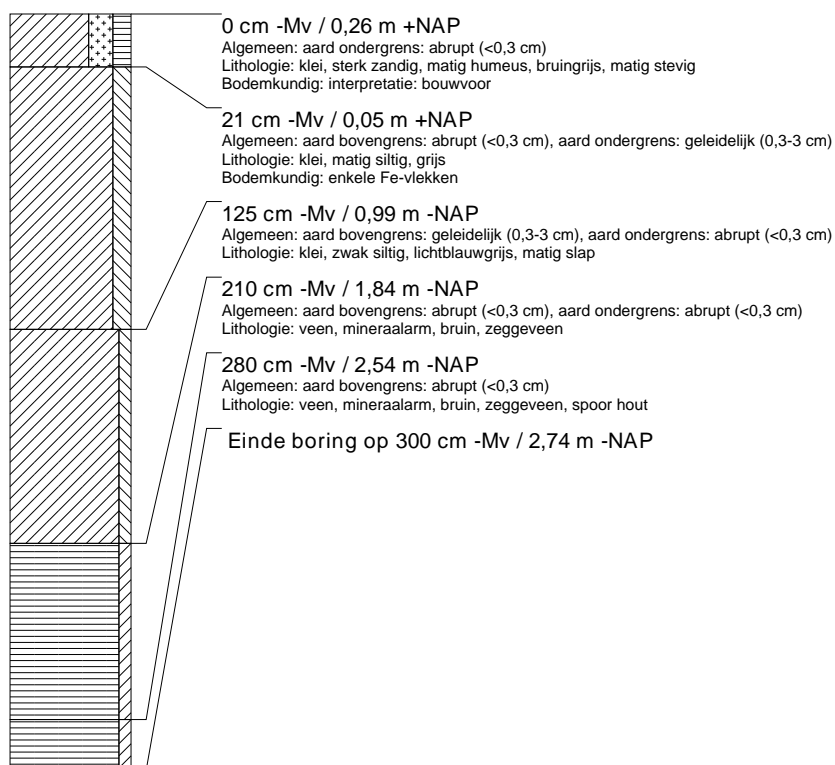 0 cm -Mv / 0,26 m +NAP
Algemeen: aard ondergrens: abrupt (<0,3 cm)
Lithologie: klei, sterk zandig, matig humeus, bruingrijs, matig stevig
Bodemkundig: interpretatie: bouwvoor
21 cm -Mv / 0,05 m +NAP
Algemeen: aard bovengrens: abrupt (<0,3 cm), aard ondergrens: geleidelijk (0,3-3 cm)
Lithologie: klei, matig siltig, grijs
Bodemkundig: enkele Fe-vlekken
125 cm -Mv / 0,99 m -NAP
Algemeen: aard bovengrens: geleidelijk (0,3-3 cm), aard ondergrens: abrupt (<0,3 cm)
Lithologie: klei, zwak siltig, lichtblauwgrijs, matig slap
210 cm -Mv / 1,84 m -NAP
Algemeen: aard bovengrens: abrupt (<0,3 cm), aard ondergrens: abrupt (<0,3 cm)
Lithologie: veen, mineraalarm, bruin, zeggeveen
280 cm -Mv / 2,54 m -NAP
Algemeen: aard bovengrens: abrupt (<0,3 cm)
Lithologie: veen, mineraalarm, bruin, zeggeveen, spoor hout
Einde boring op 300 cm -Mv / 2,74 m -NAP